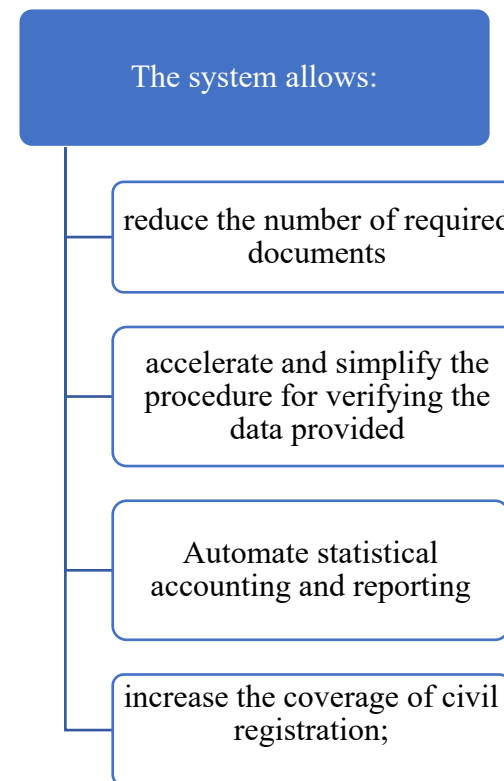 The system allows:
reduce the number of required
documents
accelerate and simplify the
procedure for verifying the
data provided
Automate statistical
accounting and reporting
increase the coverage of civil
registration;